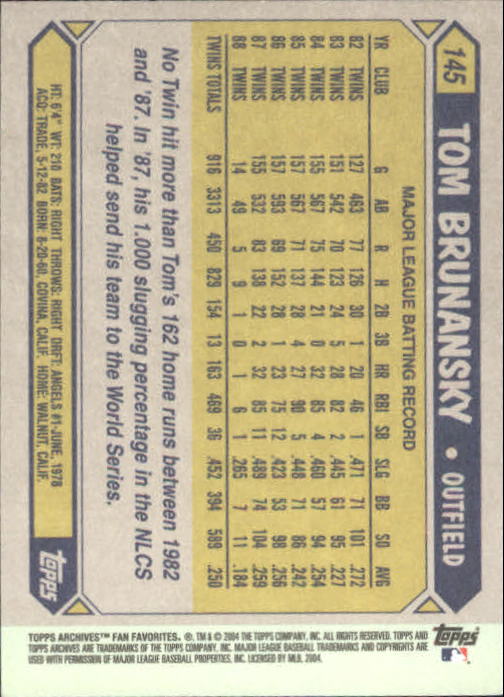 145
TOM BRUNANSKY • OUTFIELD
MAJOR LEAGUE BATTING RECORD
YR CLUB G AB R H 2B 3B HR RBI SB SLG BB SO AVG
82 TWINS 127 463 77 126 30 1 20 46 1 .471 71 101 .272
83 TWINS 151 542 70 123 24 5 28 82 2 .445 61 95 .227
84 TWINS 155 567 75 144 21 0 32 85 4 .460 57 94 .254
85 TWINS 157 567 71 137 28 4 27 90 5 .448 71 86 .242
86 TWINS 157 593 69 152 28 1 23 75 12 .423 53 98 .256
87 TWINS 155 532 83 138 22 2 32 85 11 .489 74 104 .259
88 TWINS 14 49 5 9 1 0 1 6 1 .265 7 11 .184
TWINS TOTALS 916 3313 450 829 154 13 163 469 36 .452 394 589 .250
No Twin hit more than Tom's 162 home runs between 1982
and '87. In '87, his 1.000 slugging percentage in the NLCS
helped send his team to the World Series.
HT: 6'4" WT: 210 BATS: RIGHT THROWS: RIGHT DRFT: ANGELS #1-JUNE, 1978
ACQ: TRADE, 5-12-82 BORN: 8-20-60, COVINA, CALIF. HOME: WALNUT, CALIF.
Topps
TOPPS ARCHIVES™ FAN FAVORITES. ®, TM & © 2004 THE TOPPS COMPANY, INC. ALL RIGHTS RESERVED. TOPPS AND
TOPPS ARCHIVES ARE TRADEMARKS OF THE TOPPS COMPANY, INC. MAJOR LEAGUE BASEBALL TRADEMARKS AND COPYRIGHTS ARE
USED WITH PERMISSION OF MAJOR LEAGUE BASEBALL PROPERTIES, INC. LICENSED BY MLB, 2004.
Topps